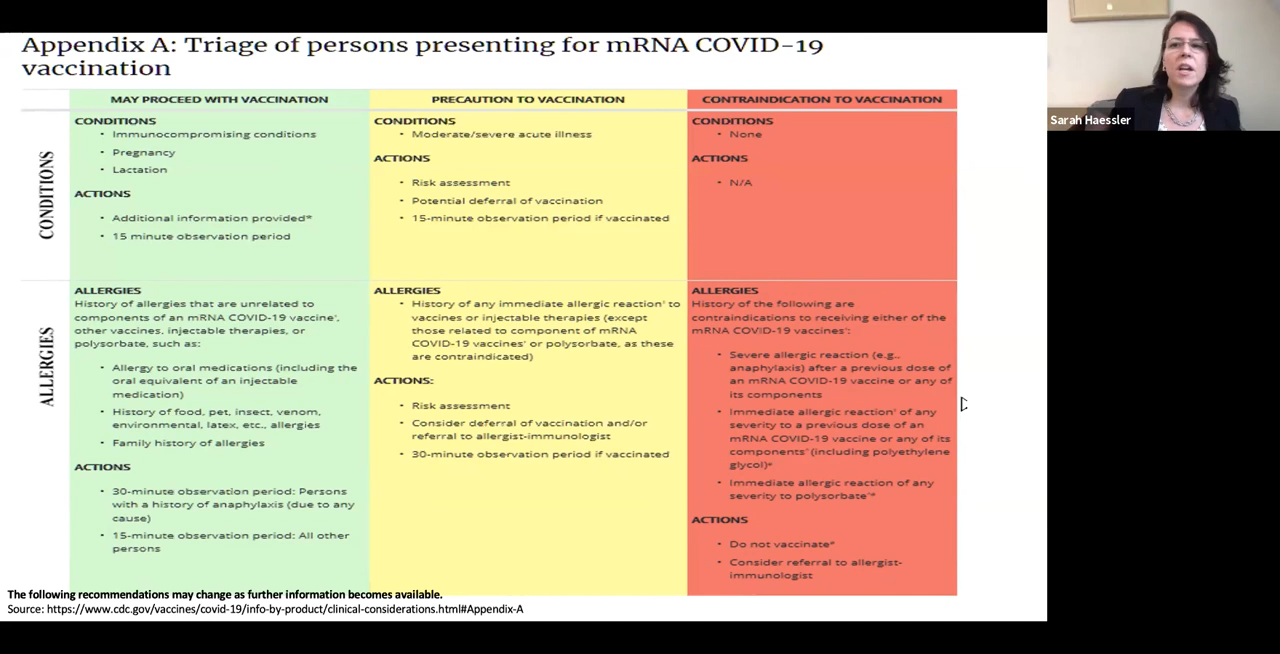 Appendix A: Triage of persons presenting for mRNA COVID-19
vaccination
MAY PROCEED WITH VACCINATION
PRECAUTION TO VACCINATION
CONTRAINDICATION TO VACCINATION
CONDITIONS
CONDITIONS
• Immunocompromising conditions
• Pregnancy
• Lactation
ACTIONS
• Additional information provided*
• 15 minute observation period
CONDITIONS
• Moderate/severe acute illness
ACTIONS
• Risk assessment
• Potential deferral of vaccination
• 15-minute observation period if vaccinated
CONDITIONS
• None
ACTIONS
• N/A
ALLERGIES
ALLERGIES
History of allergies that are unrelated to
components of an mRNA COVID-19 vaccine†,
other vaccines, injectable therapies, or
polysorbate, such as:
• Allergy to oral medications (including the
oral equivalent of an injectable
medication)
• History of food, pet, insect, venom,
environmental, latex, etc., allergies
• Family history of allergies
ACTIONS
• 30-minute observation period: Persons
with a history of anaphylaxis (due to any
cause)
• 15-minute observation period: All other
persons
ALLERGIES
• History of any immediate allergic reaction† to
vaccines or injectable therapies (except
those related to component of mRNA
COVID-19 vaccines† or polysorbate, as these
are contraindicated)
ACTIONS:
• Risk assessment
• Consider deferral of vaccination and/or
referral to allergist-immunologist
• 30-minute observation period if vaccinated
ALLERGIES
History of the following are
contraindications to receiving either of the
mRNA COVID-19 vaccines†:
• Severe allergic reaction (e.g.,
anaphylaxis) after a previous dose of
an mRNA COVID-19 vaccine or any of
its components
• Immediate allergic reaction† of any
severity to a previous dose of an
mRNA COVID-19 vaccine or any of its
components† (including polyethylene
glycol)*
• Immediate allergic reaction of any
severity to polysorbate†*
ACTIONS
• Do not vaccinate*
• Consider referral to allergist-
immunologist
The following recommendations may change as further information becomes available.
Source: https://www.cdc.gov/vaccines/covid-19/info-by-product/clinical-considerations.html#Appendix-A
Sarah Haessler